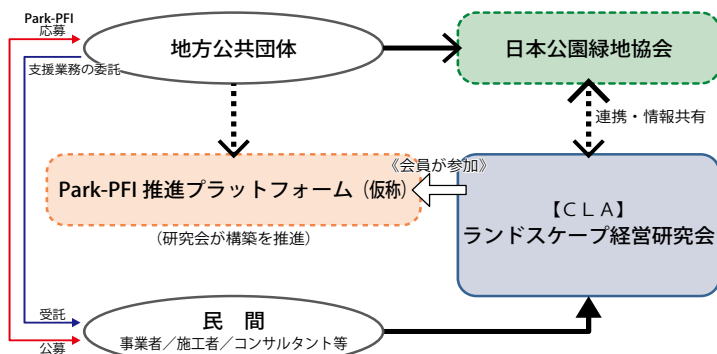 Park-PFI
応募
支援業務の委託
地方公共団体
日本公園緑地協会
連携・情報共有
《会員が参加》
Park-PFI 推進プラットフォーム（仮称）
（研究会が構築を推進）
【ＣＬＡ】
ランドスケープ経営研究会
受託
公募
民　間
事業者／施工者／コンサルタント等